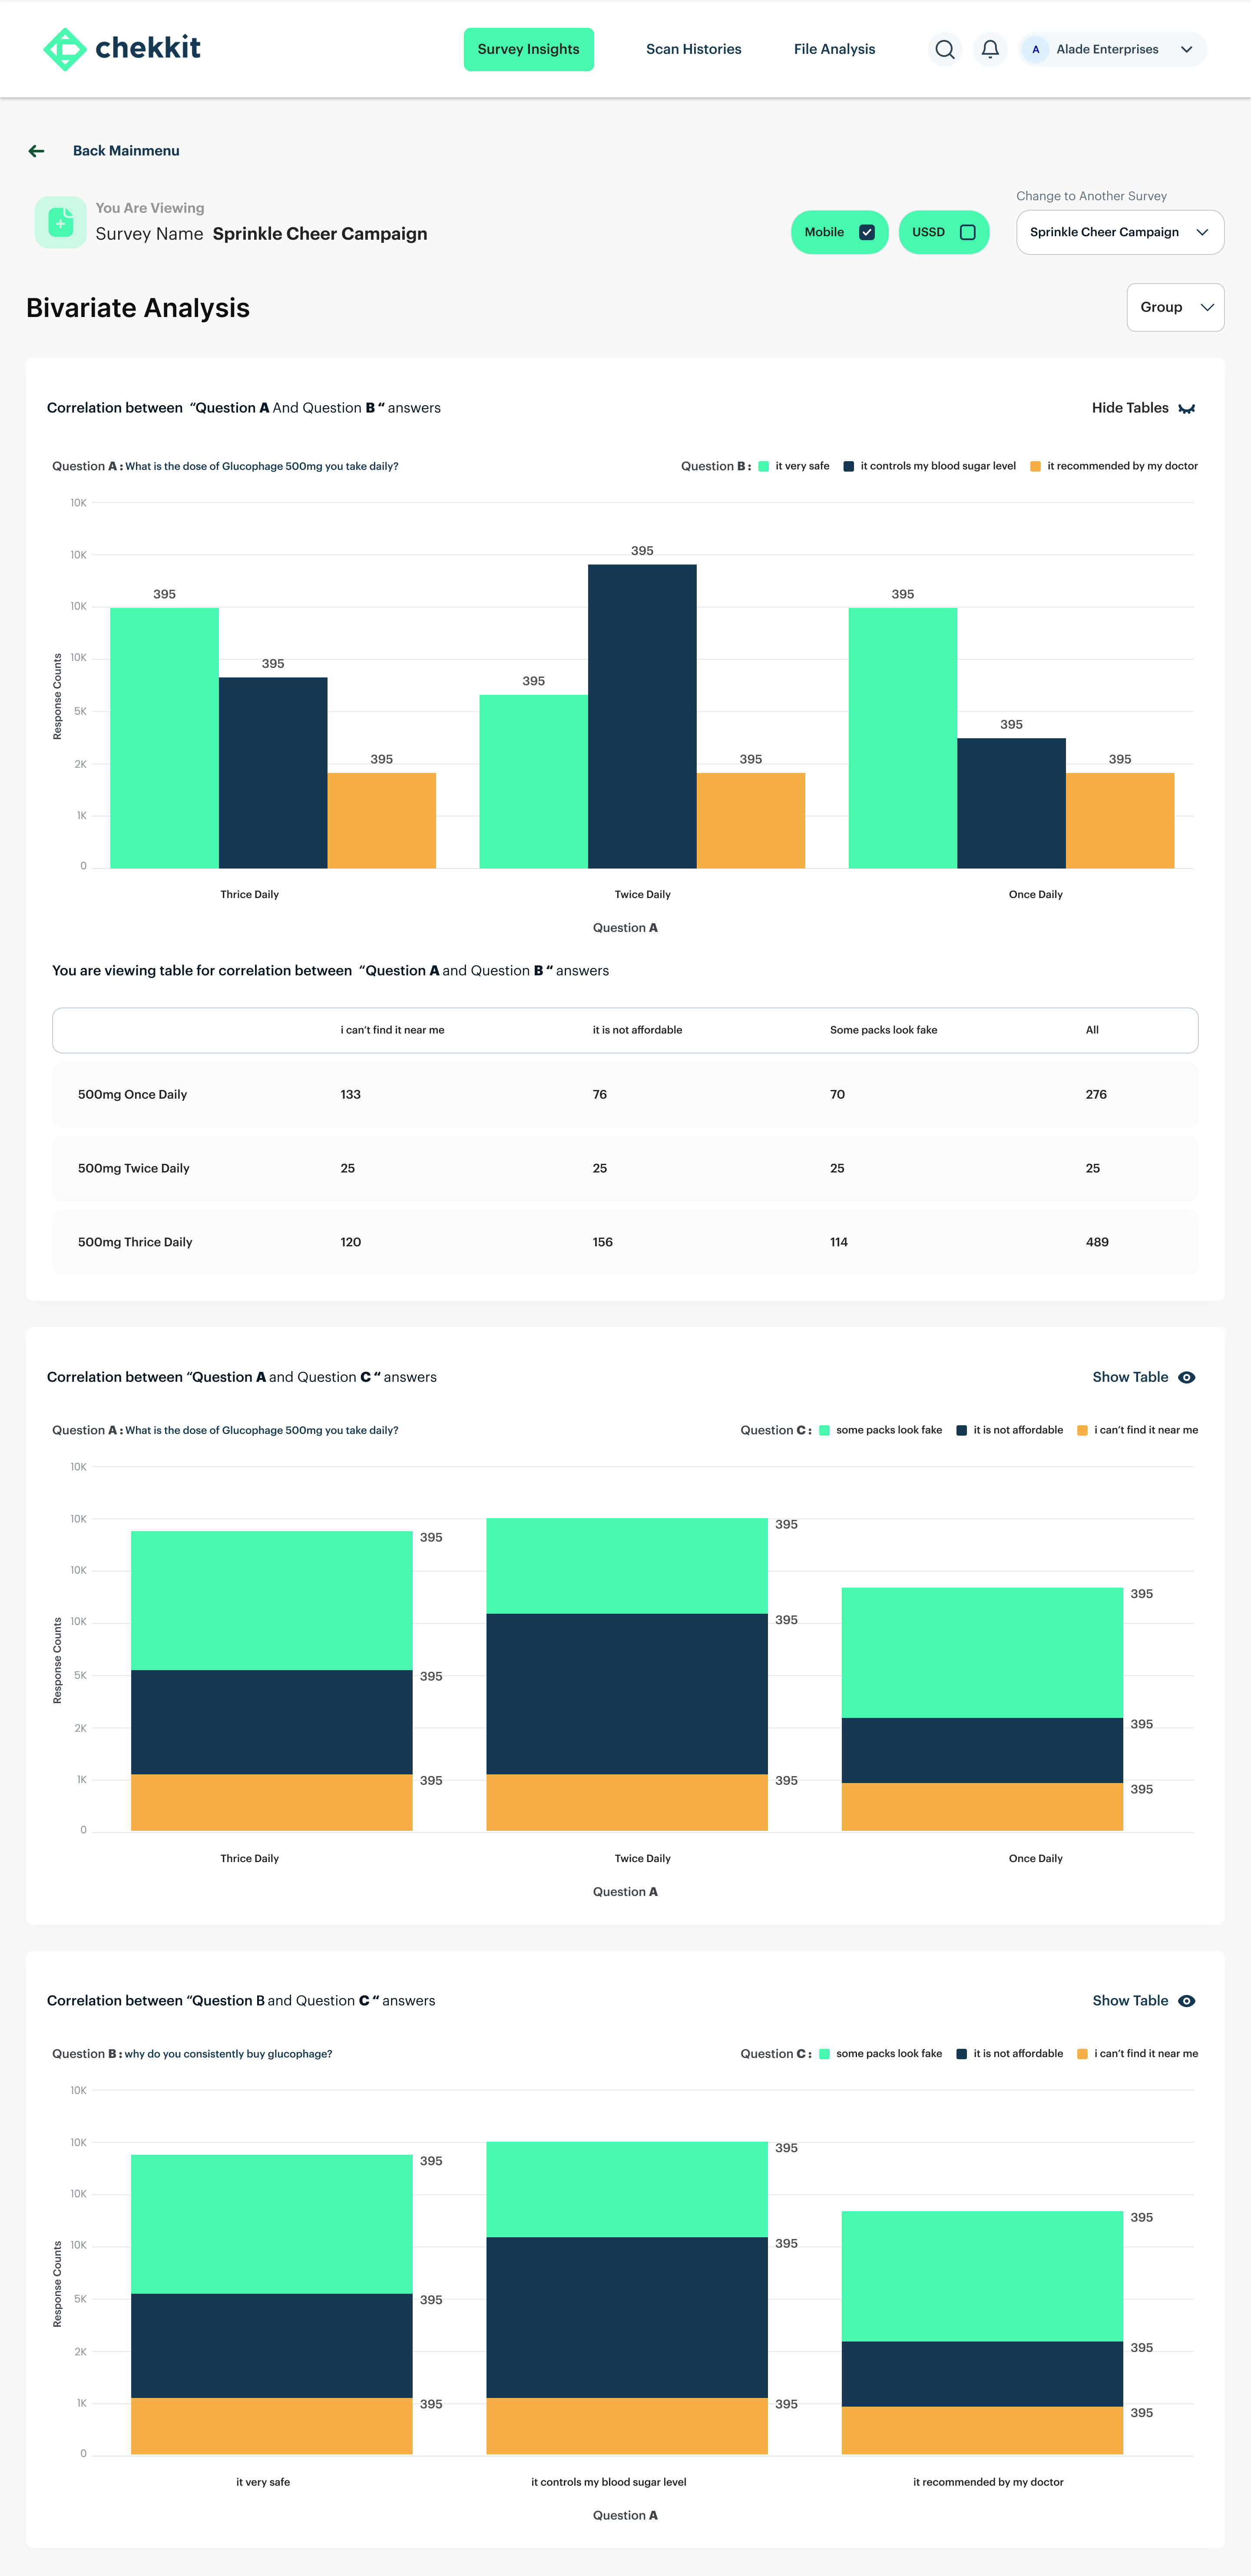 chekkit
Survey Insights
Scan Histories
File Analysis
A
Alade Enterprises
Back Mainmenu
You Are Viewing
Survey Name Sprinkle Cheer Campaign
Mobile
USSD
Change to Another Survey
Sprinkle Cheer Campaign
Bivariate Analysis
Group
Correlation between “Question A And Question B “ answers
Hide Tables
Question A : What is the dose of Glucophage 500mg you take daily?
Question B : it very safe it controls my blood sugar level it recommended by my doctor
Response Counts
10K
10K
10K
10K
5K
2K
1K
0
395
395
395
395
395
395
395
395
395
Thrice Daily
Twice Daily
Once Daily
Question A
You are viewing table for correlation between “Question A and Question B “ answers
i can’t find it near me it is not affordable Some packs look fake All
500mg Once Daily 133 76 70 276
500mg Twice Daily 25 25 25 25
500mg Thrice Daily 120 156 114 489
Correlation between “Question A and Question C “ answers
Show Table
Question A : What is the dose of Glucophage 500mg you take daily?
Question C : some packs look fake it is not affordable i can’t find it near me
Response Counts
10K
10K
10K
10K
5K
2K
1K
0
395
395
395
395
395
395
395
395
395
Thrice Daily
Twice Daily
Once Daily
Question A
Correlation between “Question B and Question C “ answers
Show Table
Question B : why do you consistently buy glucophage?
Question C : some packs look fake it is not affordable i can’t find it near me
Response Counts
10K
10K
10K
10K
5K
2K
1K
0
395
395
395
395
395
395
395
395
395
it very safe
it controls my blood sugar level
it recommended by my doctor
Question A